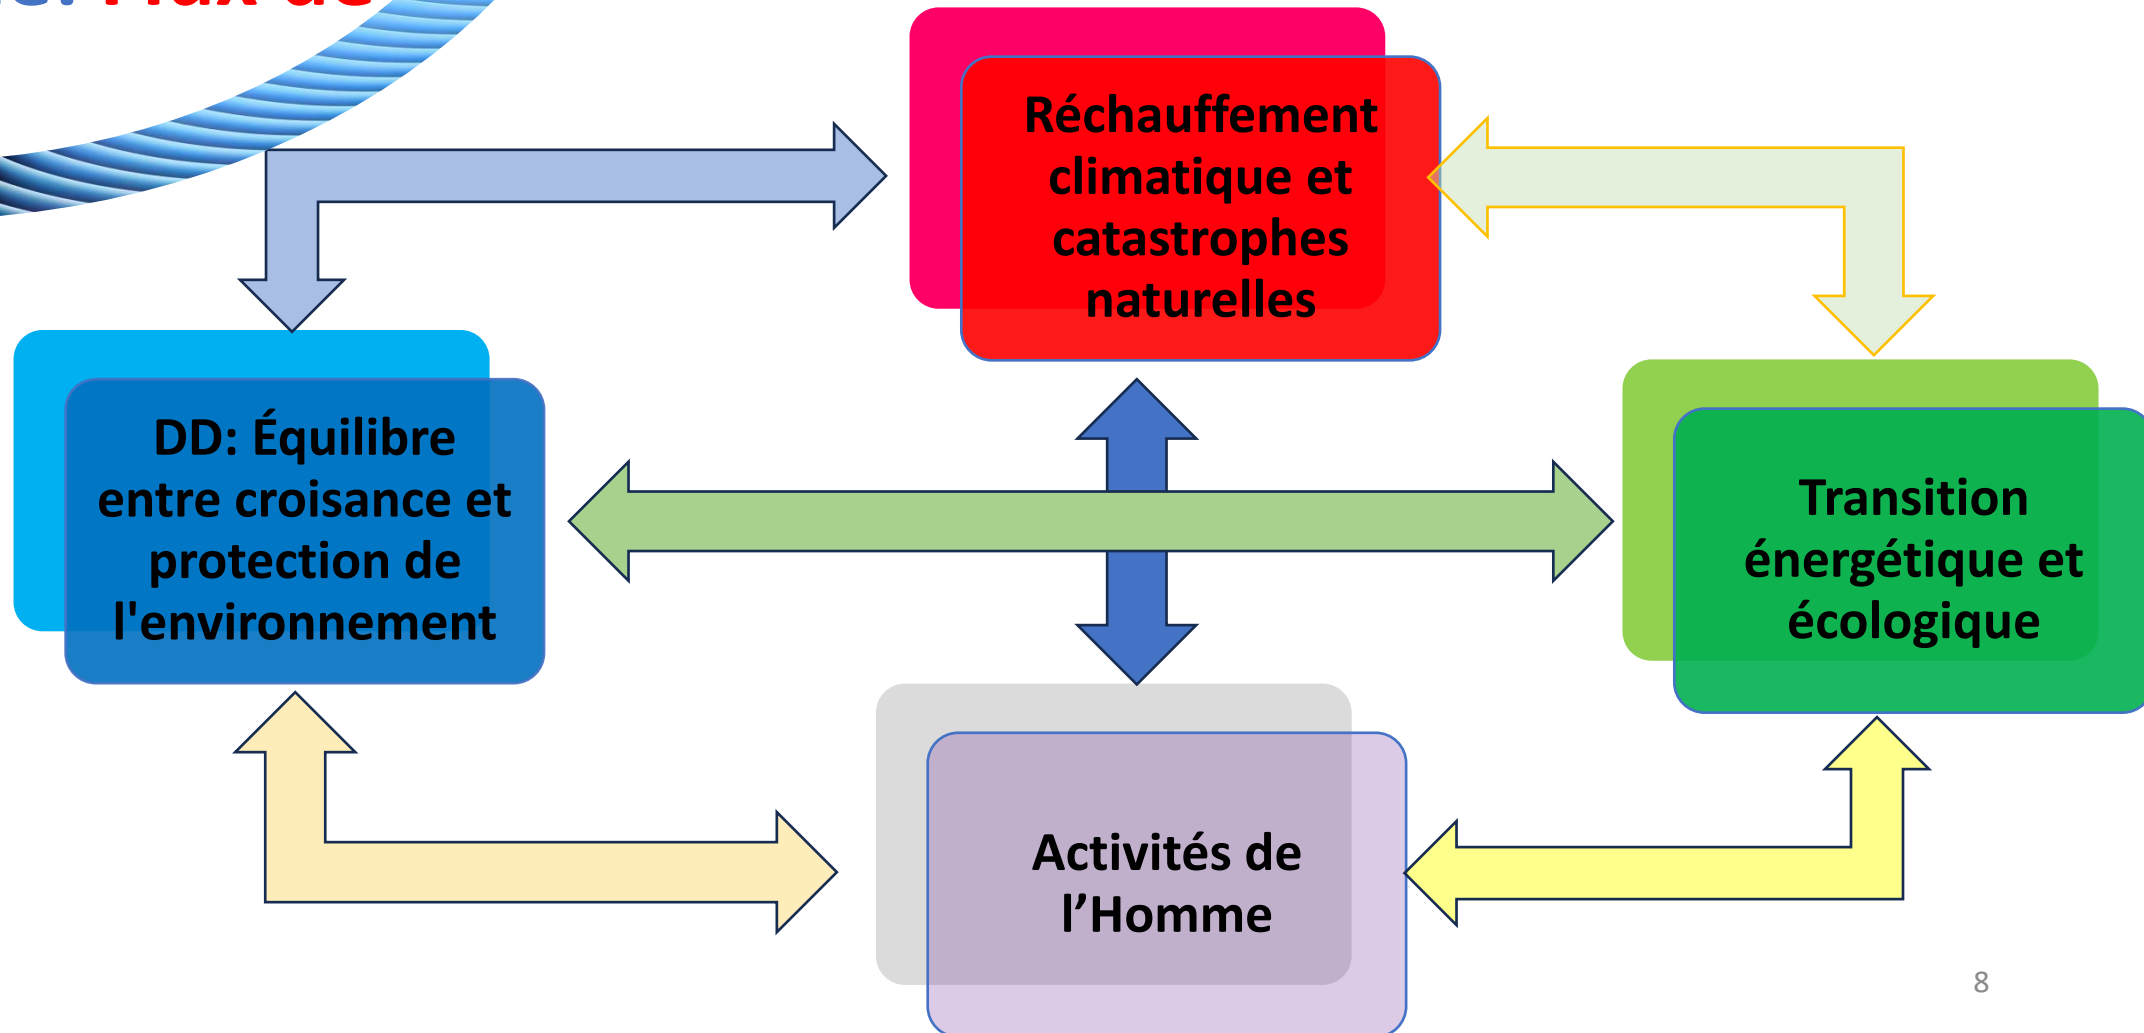 Réchauffement
climatique et
catastrophes
naturelles
DD: Équilibre
entre croisance et
protection de
l'environnement
Transition
énergétique et
écologique
Activités de
l’Homme
8